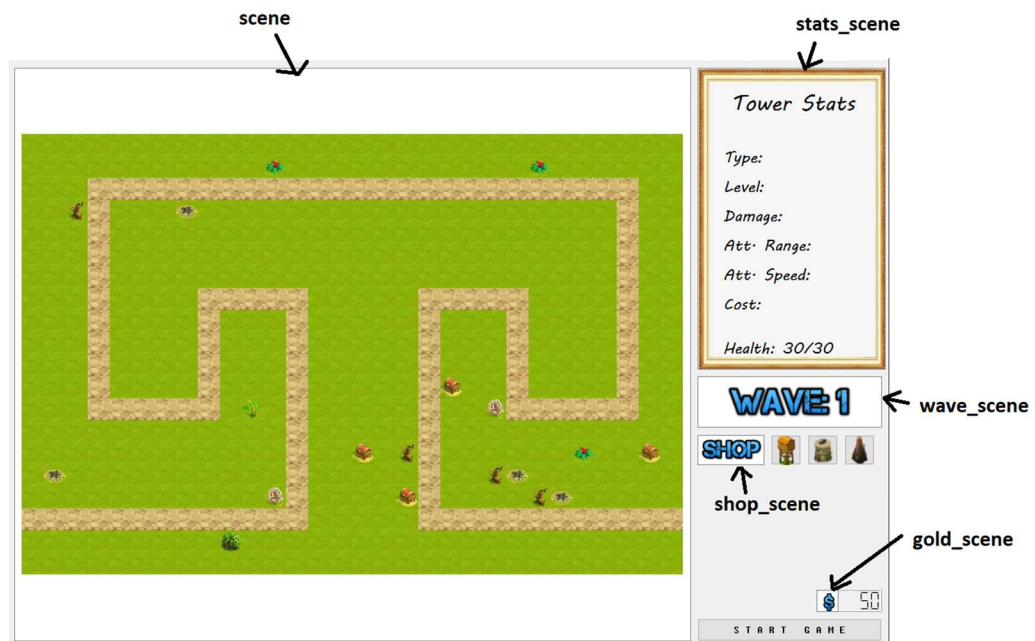 scene
stats_scene
Tower Stats
Type:
Level:
Damage:
Att. Range:
Att. Speed:
Cost:
Health: 30/30
WAVE: 1
wave_scene
SHOP
shop_scene
gold_scene
$ 50
START GAME